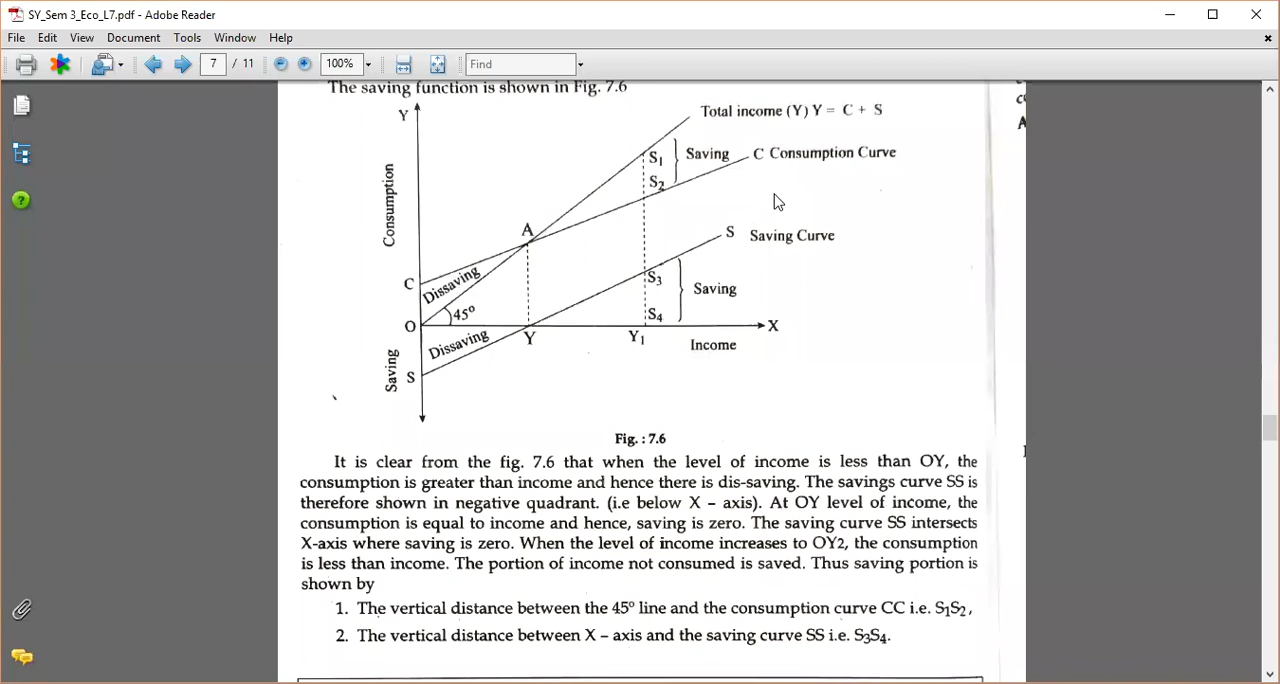 SY_Sem 3_Eco_L7.pdf - Adobe Reader
File Edit View Document Tools Window Help
7 / 11 100% Find
The saving function is shown in Fig. 7.6
Y
Total income (Y) Y = C + S
S1
Saving
C Consumption Curve
S2
Consumption
A
S Saving Curve
C
Dissaving
S3
Saving
45º
S4
O
X
Dissaving
Y
Y1
Income
Saving
S
Fig. : 7.6
It is clear from the fig. 7.6 that when the level of income is less than OY, the
consumption is greater than income and hence there is dis-saving. The savings curve SS is
therefore shown in negative quadrant. (i.e below X – axis). At OY level of income, the
consumption is equal to income and hence, saving is zero. The saving curve SS intersects
X-axis where saving is zero. When the level of income increases to OY2, the consumption
is less than income. The portion of income not consumed is saved. Thus saving portion is
shown by
1. The vertical distance between the 45º line and the consumption curve CC i.e. S1S2,
2. The vertical distance between X – axis and the saving curve SS i.e. S3S4.